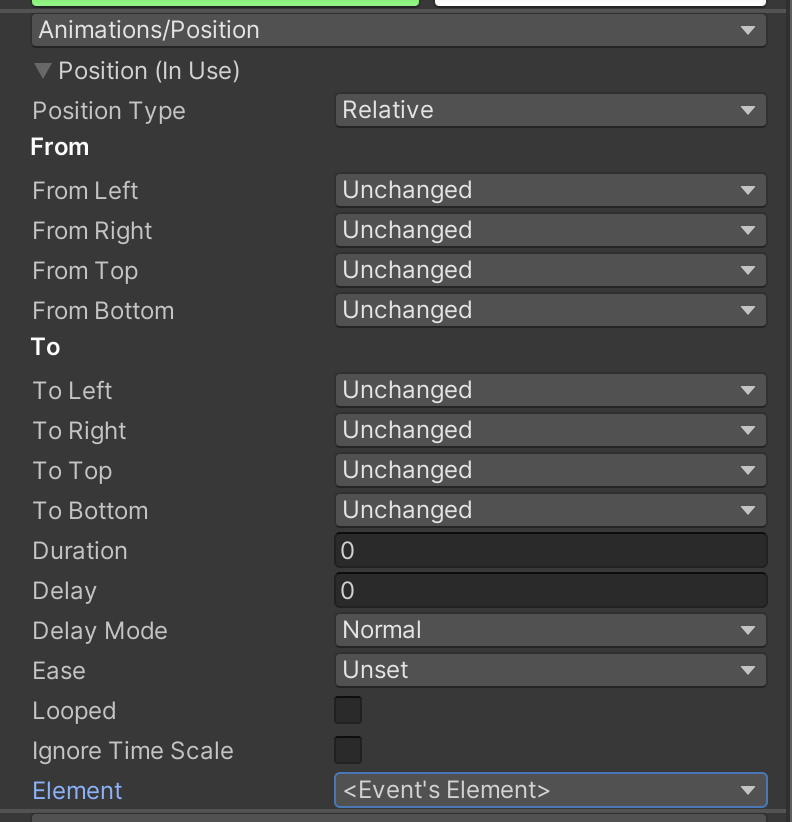 Animations/Position
Position (In Use)
Position Type Relative
From
From Left Unchanged
From Right Unchanged
From Top Unchanged
From Bottom Unchanged
To
To Left Unchanged
To Right Unchanged
To Top Unchanged
To Bottom Unchanged
Duration 0
Delay 0
Delay Mode Normal
Ease Unset
Looped
Ignore Time Scale
Element <Event's Element>